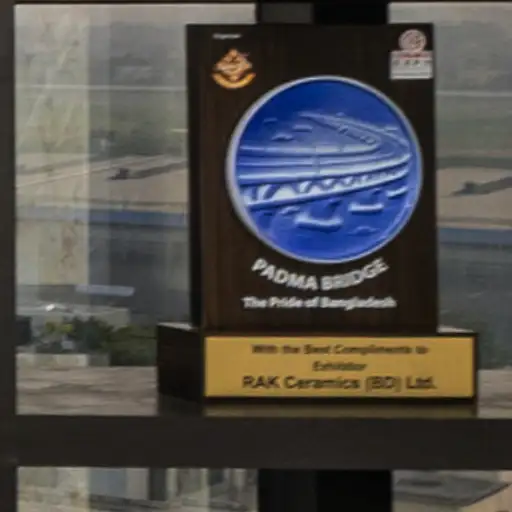 PADMA BRIDGE
The Pride of Bangladesh
With the Best Compliments to
Exhibitor
RAK Ceramics (BD) Ltd.